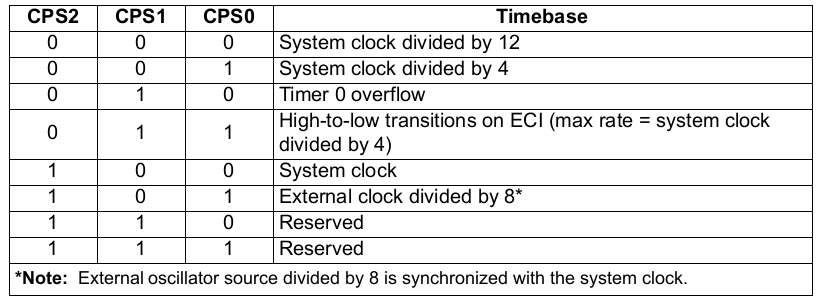 CPS2 CPS1 CPS0 Timebase
0 0 0 System clock divided by 12
0 0 1 System clock divided by 4
0 1 0 Timer 0 overflow
0 1 1 High-to-low transitions on ECI (max rate = system clock
divided by 4)
1 0 0 System clock
1 0 1 External clock divided by 8*
1 1 0 Reserved
1 1 1 Reserved
*Note: External oscillator source divided by 8 is synchronized with the system clock.